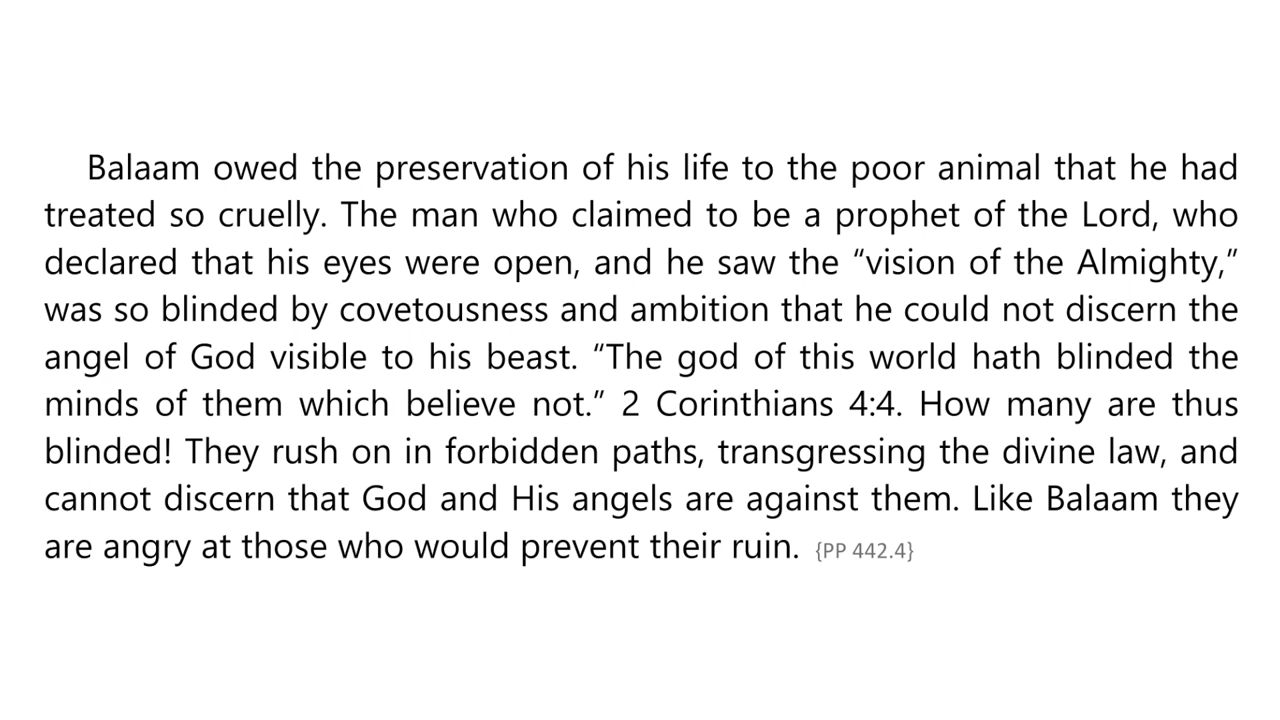 Balaam owed the preservation of his life to the poor animal that he had
treated so cruelly. The man who claimed to be a prophet of the Lord, who
declared that his eyes were open, and he saw the “vision of the Almighty,”
was so blinded by covetousness and ambition that he could not discern the
angel of God visible to his beast. “The god of this world hath blinded the
minds of them which believe not.” 2 Corinthians 4:4. How many are thus
blinded! They rush on in forbidden paths, transgressing the divine law, and
cannot discern that God and His angels are against them. Like Balaam they
are angry at those who would prevent their ruin. {PP 442.4}